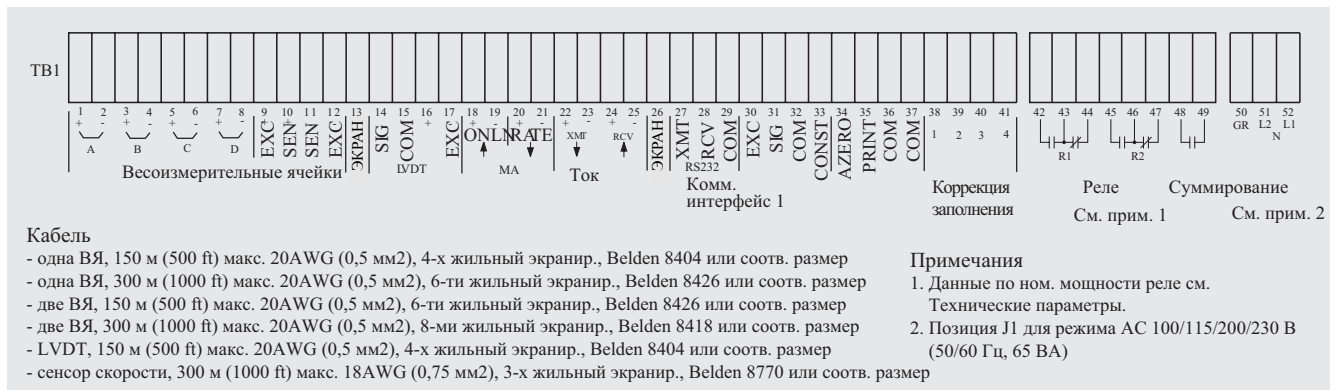 TB1
1 2 3 4 5 6 7 8 9 10 11 12 13 14 15 16 17 18 19 20 21 22 23 24 25 26 27 28 29 30 31 32 33 34 35 36 37 38 39 40 41 42 43 44 45 46 47 48 49 50 51 52
+ - + - + - + - + + - - + + - + - + - + -
A B C D
EXC SEN SEN EXC ЭКРАН SIG COM EXC ONLN RATE XMT RCV ЭКРАН XMT RCV COM EXC SIG COM CONST AZERO PRINT COM COM
1 2 3 4
R1 R2
GR L2 L1
N
LVDT MA RS232
Весоизмерительные ячейки
Ток
Комм.
интерфейс 1
Коррекция
заполнения
Реле
Суммирование
См. прим. 1
См. прим. 2
Кабель
- одна ВЯ, 150 м (500 ft) макс. 20AWG (0,5 мм2), 4-х жильный экранир., Belden 8404 или соотв. размер
- одна ВЯ, 300 м (1000 ft) макс. 20AWG (0,5 мм2), 6-ти жильный экранир., Belden 8426 или соотв. размер
- две ВЯ, 150 м (500 ft) макс. 20AWG (0,5 мм2), 6-ти жильный экранир., Belden 8426 или соотв. размер
- две ВЯ, 300 м (1000 ft) макс. 20AWG (0,5 мм2), 8-ми жильный экранир., Belden 8418 или соотв. размер
- LVDT, 150 м (500 ft) макс. 20AWG (0,5 мм2), 4-х жильный экранир., Belden 8404 или соотв. размер
- сенсор скорости, 300 м (1000 ft) макс. 18AWG (0,75 мм2), 3-х жильный экранир., Belden 8770 или соотв. размер
Примечания
1. Данные по ном. мощности реле см.
Технические параметры.
2. Позиция J1 для режима AC 100/115/200/230 В
(50/60 Гц, 65 ВА)